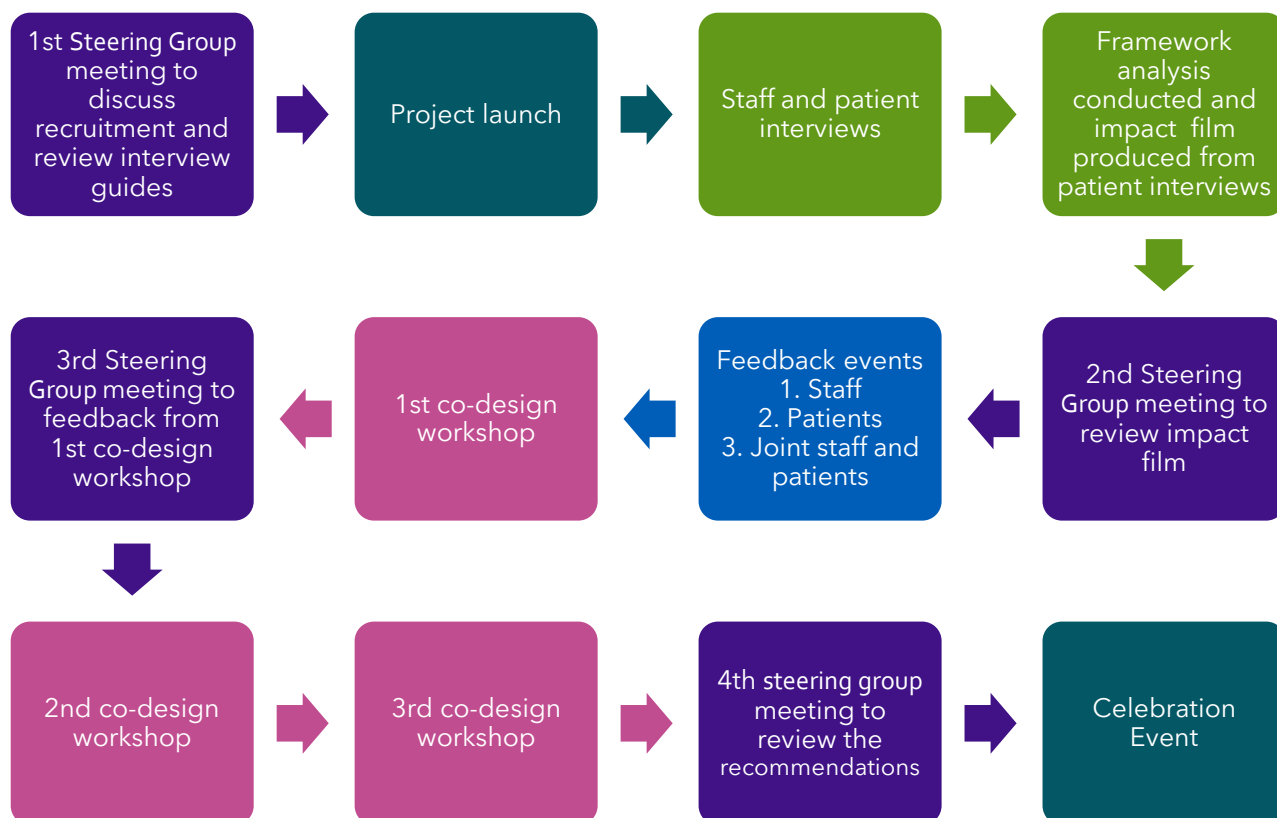 1st Steering Group
meeting to
discuss
recruitment and
review interview
guides
Project launch
Staff and patient
interviews
Framework
analysis
conducted and
impact film
produced from
patient interviews
2nd Steering
Group meeting to
review impact
film
Feedback events
1. Staff
2. Patients
3. Joint staff and
patients
1st co-design
workshop
3rd Steering
Group meeting to
feedback from
1st co-design
workshop
2nd co-design
workshop
3rd co-design
workshop
4th steering group
meeting to
review the
recommendations
Celebration
Event